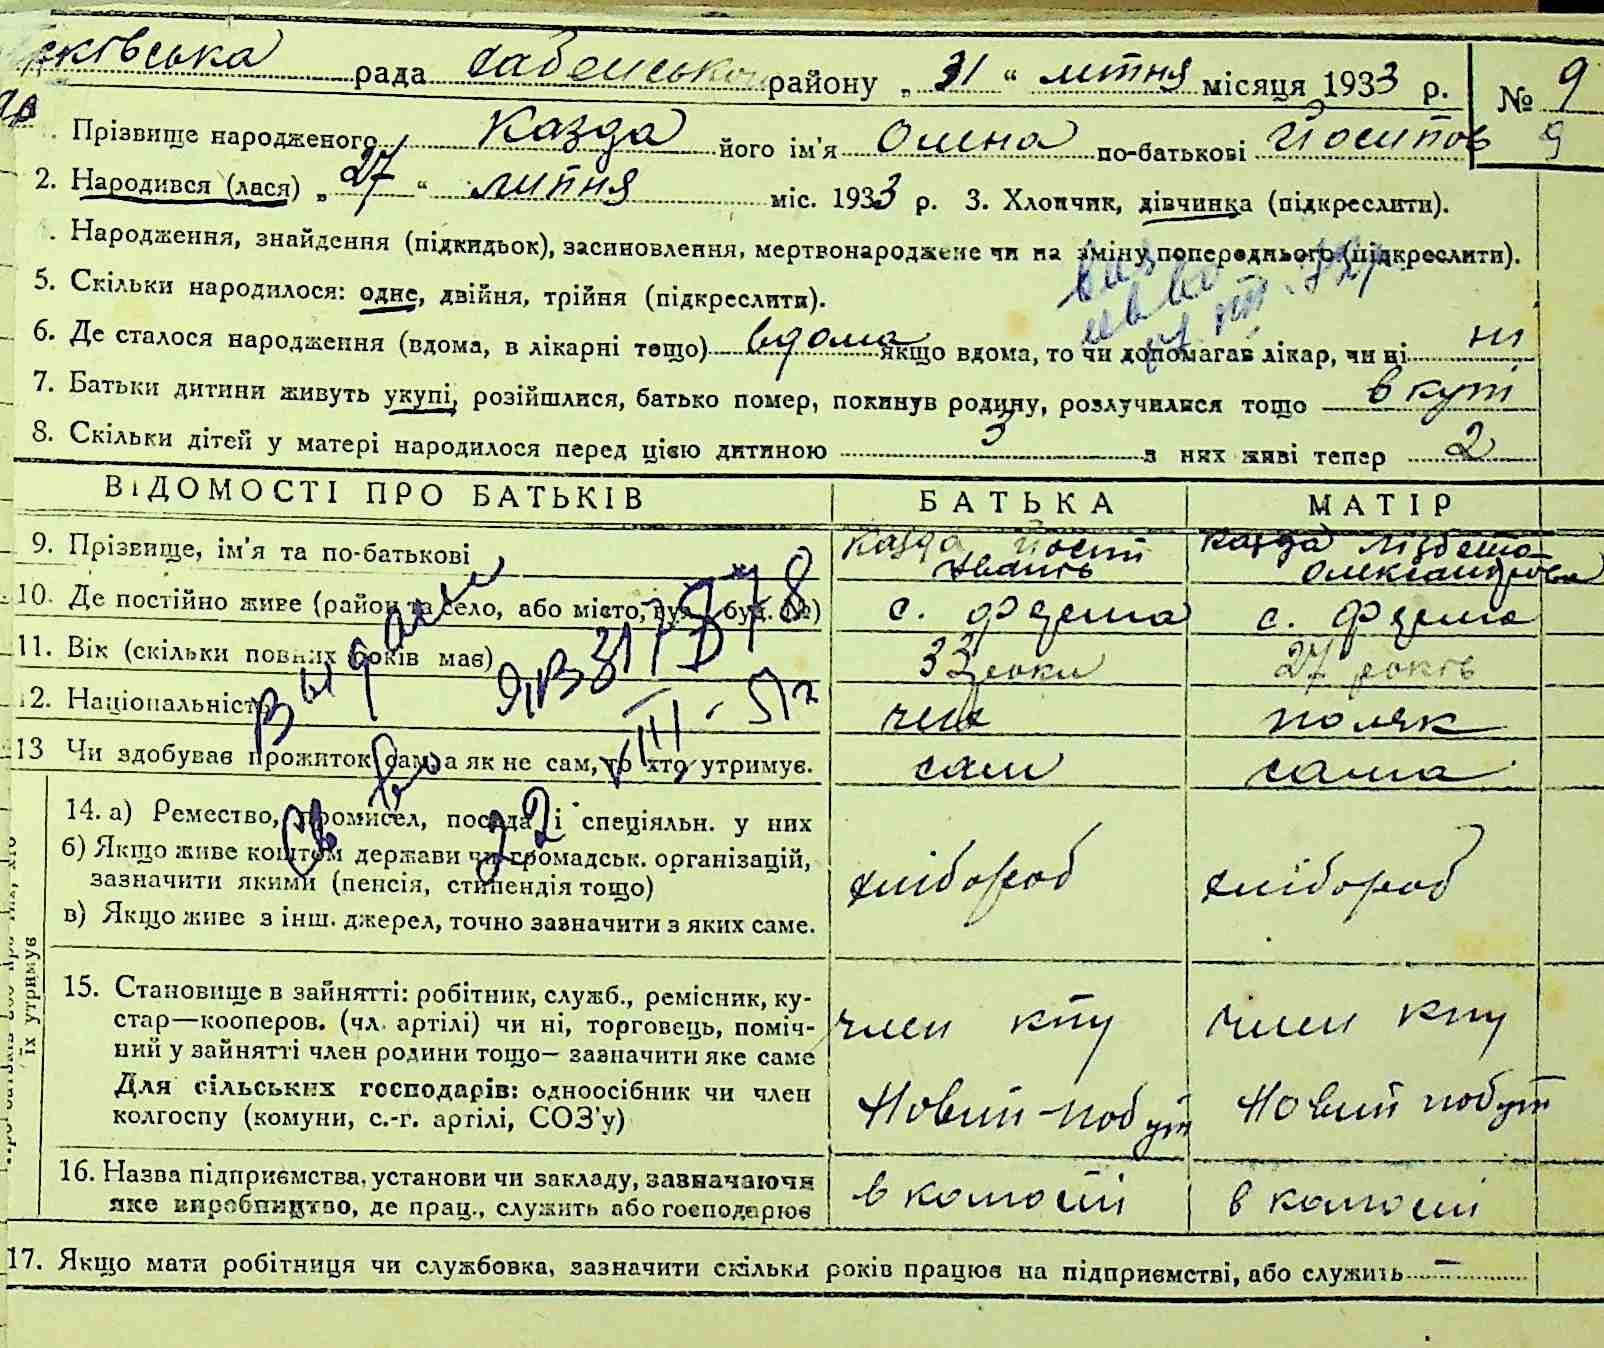 рада району „31“ липня місяця 1933 р. № 9
9
Прізвище народженого Казда його ім'я Олена по-батькові Йосипов
2. Народився (лася) „27“ липня міс. 1933 р. 3. Хлопчик, дівчинка (підкреслити).
. Народження, знайдення (підкидьок), засиновлення, мертвонароджене чи на зміну попереднього (підкреслити).
5. Скільки народилося: одне, двійня, трійня (підкреслити).
6. Де сталося народження (вдома, в лікарні тощо) вдома якщо вдома, то чи допомагав лікар, чи ні ні
7. Батьки дитини живуть укупі, розійшлися, батько помер, покинув родину, розлучилися тощо вкупі
8. Скільки дітей у матері народилося перед цією дитиною 3 з них живі тепер 2
ВІДОМОСТІ ПРО БАТЬКІВ БАТЬКА МАТІР
9. Прізвище, ім'я та по-батькові Казда Йосип Казда Лізбета
Олександрова
10. Де постійно живе (район та село, або місто, вул. буд. №) с. с.
11. Вік (скільки повних років має) 33 роки 27 років
12. Національність чех поляк
13 Чи здобуває прожиток сам, а як не сам, то хто утримує. сам сама
14. а) Ремество, промисел, посада і спеціяльн. у них
б) Якщо живе коштом держави чи громадськ. організацій,
зазначити якими (пенсія, стипендія тощо) хлібороб хлібороб
в) Якщо живе з інш. джерел, точно зазначити з яких саме.
їх утримує
15. Становище в зайнятті: робітник, служб., ремісник, ку-
стар—кооперов. (чл. артілі) чи ні, торговець, поміч- член член
ний у зайнятті член родини тощо— зазначити яке саме
Для сільських господарів: одноосібник чи член Новий побут Новий побут
колгоспу (комуни, с.-г. артілі, СОЗ'у)
16. Назва підприємства, установи чи закладу, зазначаючи в колгоспі в колгоспі
яке виробництво, де прац., служить або господарює
17. Якщо мати робітниця чи службовка, зазначити скільки років працює на підприємстві, або служить —